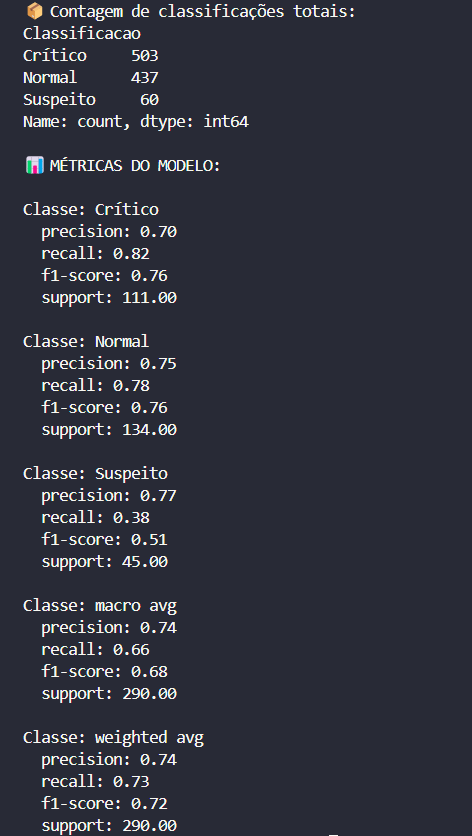 📦 Contagem de classificações totais:
Classificacao
Crítico     503
Normal      437
Suspeito     60
Name: count, dtype: int64
📊 MÉTRICAS DO MODELO:
Classe: Crítico
precision: 0.70
recall: 0.82
f1-score: 0.76
support: 111.00
Classe: Normal
precision: 0.75
recall: 0.78
f1-score: 0.76
support: 134.00
Classe: Suspeito
precision: 0.77
recall: 0.38
f1-score: 0.51
support: 45.00
Classe: macro avg
precision: 0.74
recall: 0.66
f1-score: 0.68
support: 290.00
Classe: weighted avg
precision: 0.74
recall: 0.73
f1-score: 0.72
support: 290.00